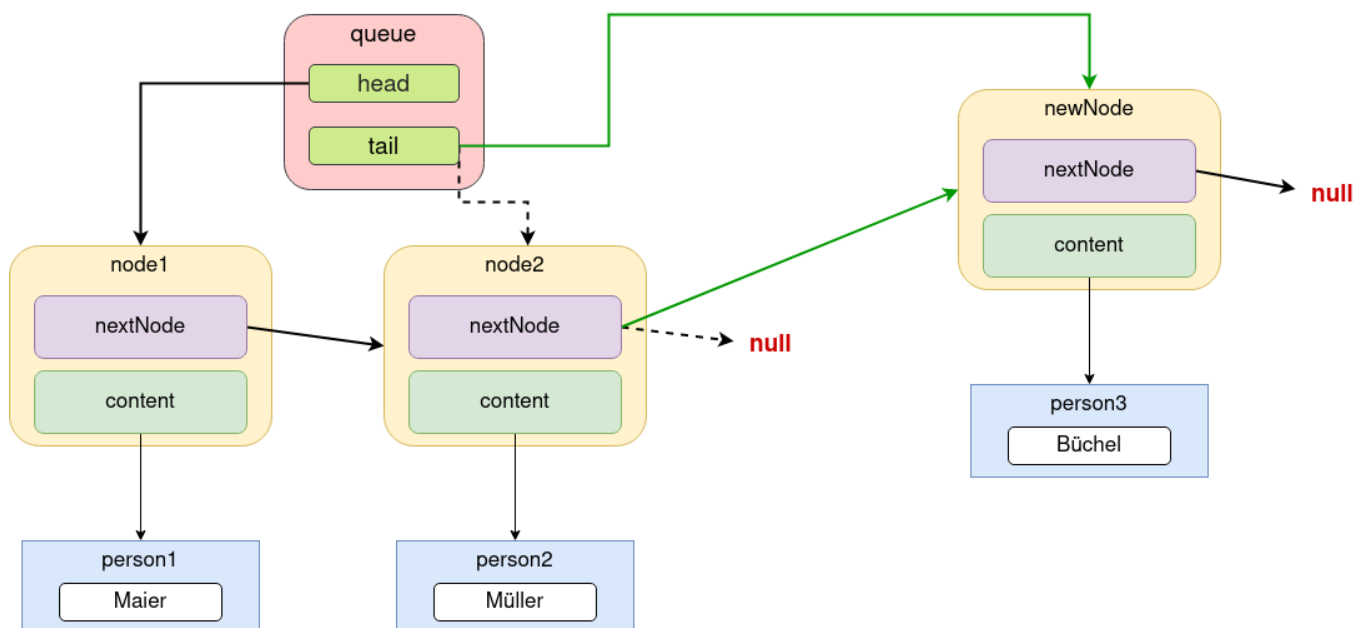 queue
head
tail
newNode
nextNode
null
content
node1
nextNode
content
node2
nextNode
null
content
person3
Büchel
person1
Maier
person2
Müller